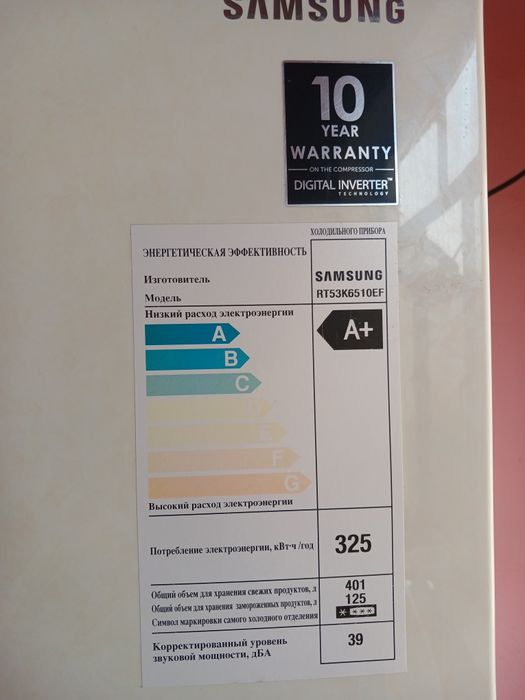 SAMSUNG
10
YEAR
WARRANTY
ON THE COMPRESSOR
DIGITAL INVERTER™
TECHNOLOGY
ЭНЕРГЕТИЧЕСКАЯ ЭФФЕКТИВНОСТЬ ХОЛОДИЛЬНОГО ПРИБОРА
Изготовитель SAMSUNG
Модель RT53K6510EF
Низкий расход электроэнергии
A A+
B
C
D
E
F
G
Высокий расход электроэнергии
Потребление электроэнергии, кВт·ч /год 325
Общий объем для хранения свежих продуктов, л 401
Общий объем для хранения замороженных продуктов, л 125
Символ маркировки самого холодного отделения * ***
Корректированный уровень 39
звуковой мощности, дБА